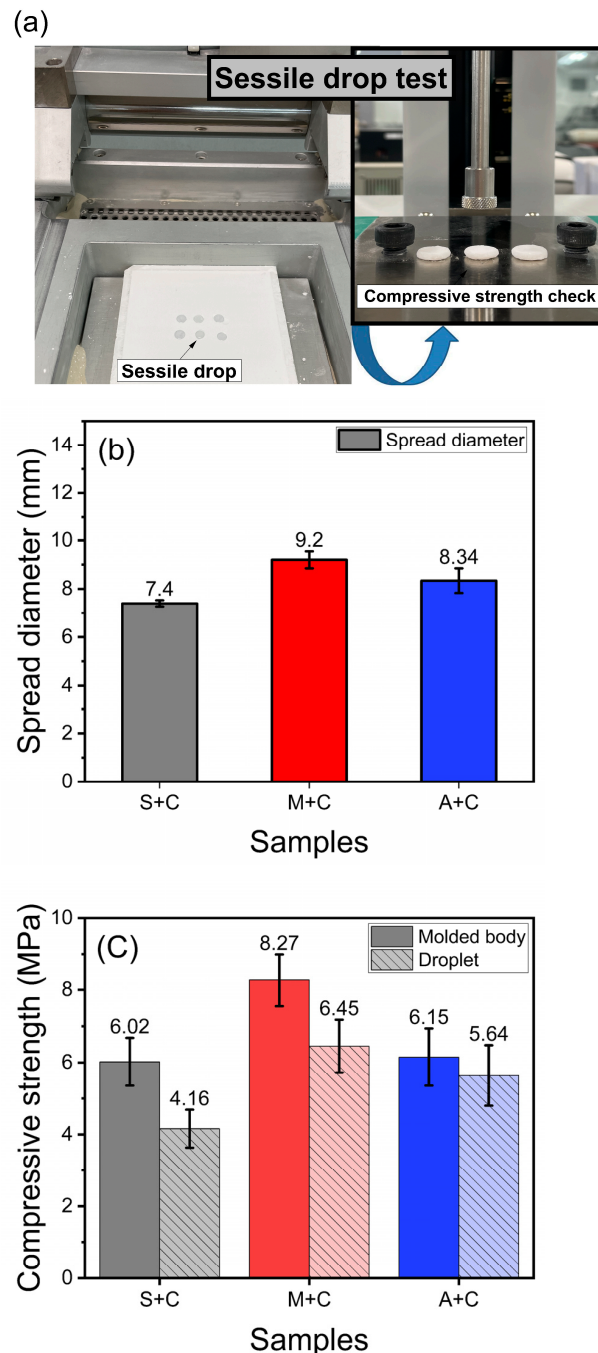 (a)
Sessile drop test
Compressive strength check
Sessile drop
(b)
Spread diameter
Spread diameter (mm)
14
12
10
8
6
4
2
0
7.4
9.2
8.34
S+C
M+C
A+C
Samples
(C)
Molded body
Droplet
Compressive strength (MPa)
10
8
6
4
2
0
6.02
4.16
8.27
6.45
6.15
5.64
S+C
M+C
A+C
Samples